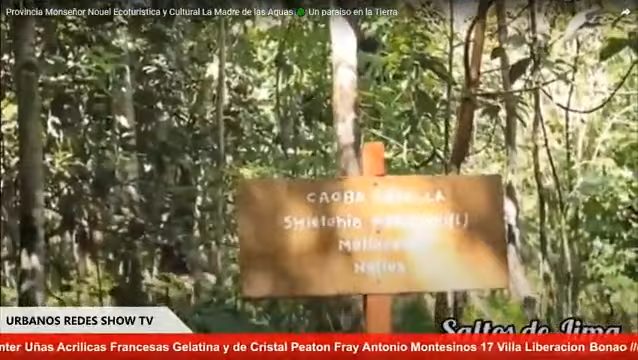 Provincia Monseñor Nouel Ecoturistica y Cultural La Madre de las Aguas Un paraiso en la Tierra
CAOBA
Swietenia
Nativa
Saltos de Jima
URBANOS REDES SHOW TV
nter Uñas Acrilicas Francesas Gelatina y de Cristal Peaton Fray Antonio Montesinos 17 Villa Liberacion Bonao